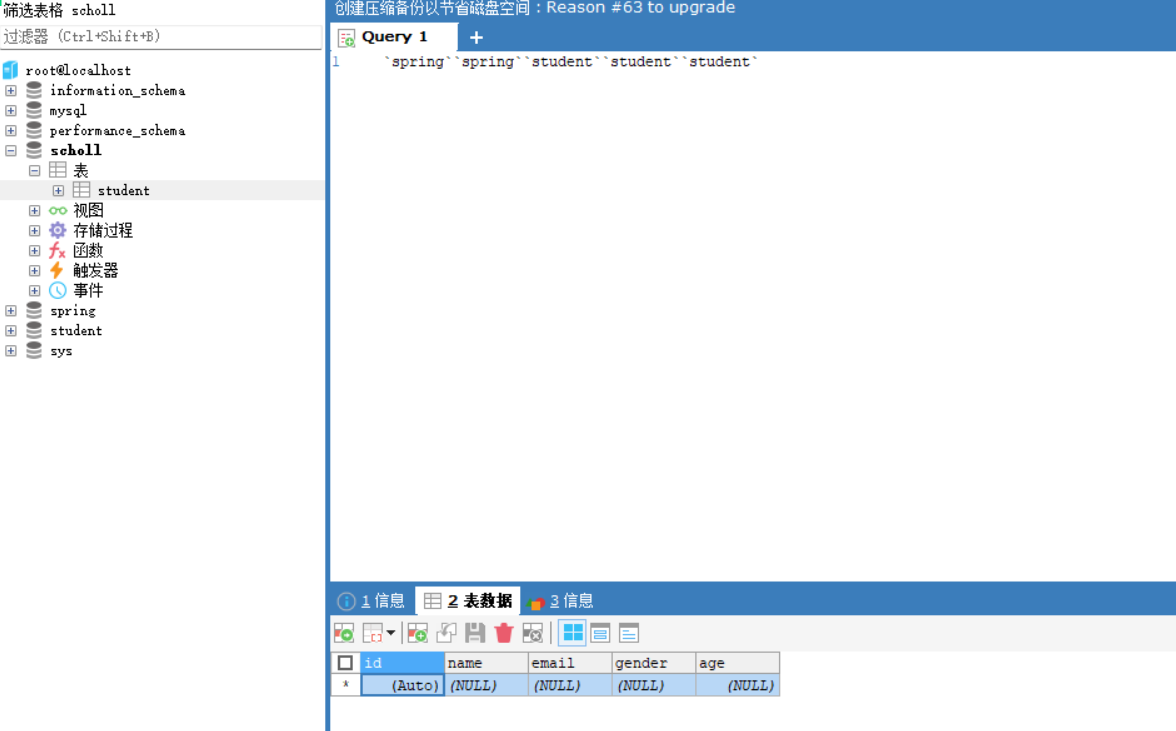 筛选表格 scholl
过滤器 (Ctrl+Shift+B)
root@localhost
information_schema
mysql
performance_schema
scholl
表
student
视图
存储过程
函数
触发器
事件
spring
student
sys
创建压缩备份以节省磁盘空间：Reason #63 to upgrade
Query 1
1 `spring``spring``student``student``student`
1 信息 2 表数据 3 信息
id name email gender age
* (Auto) (NULL) (NULL) (NULL) (NULL)